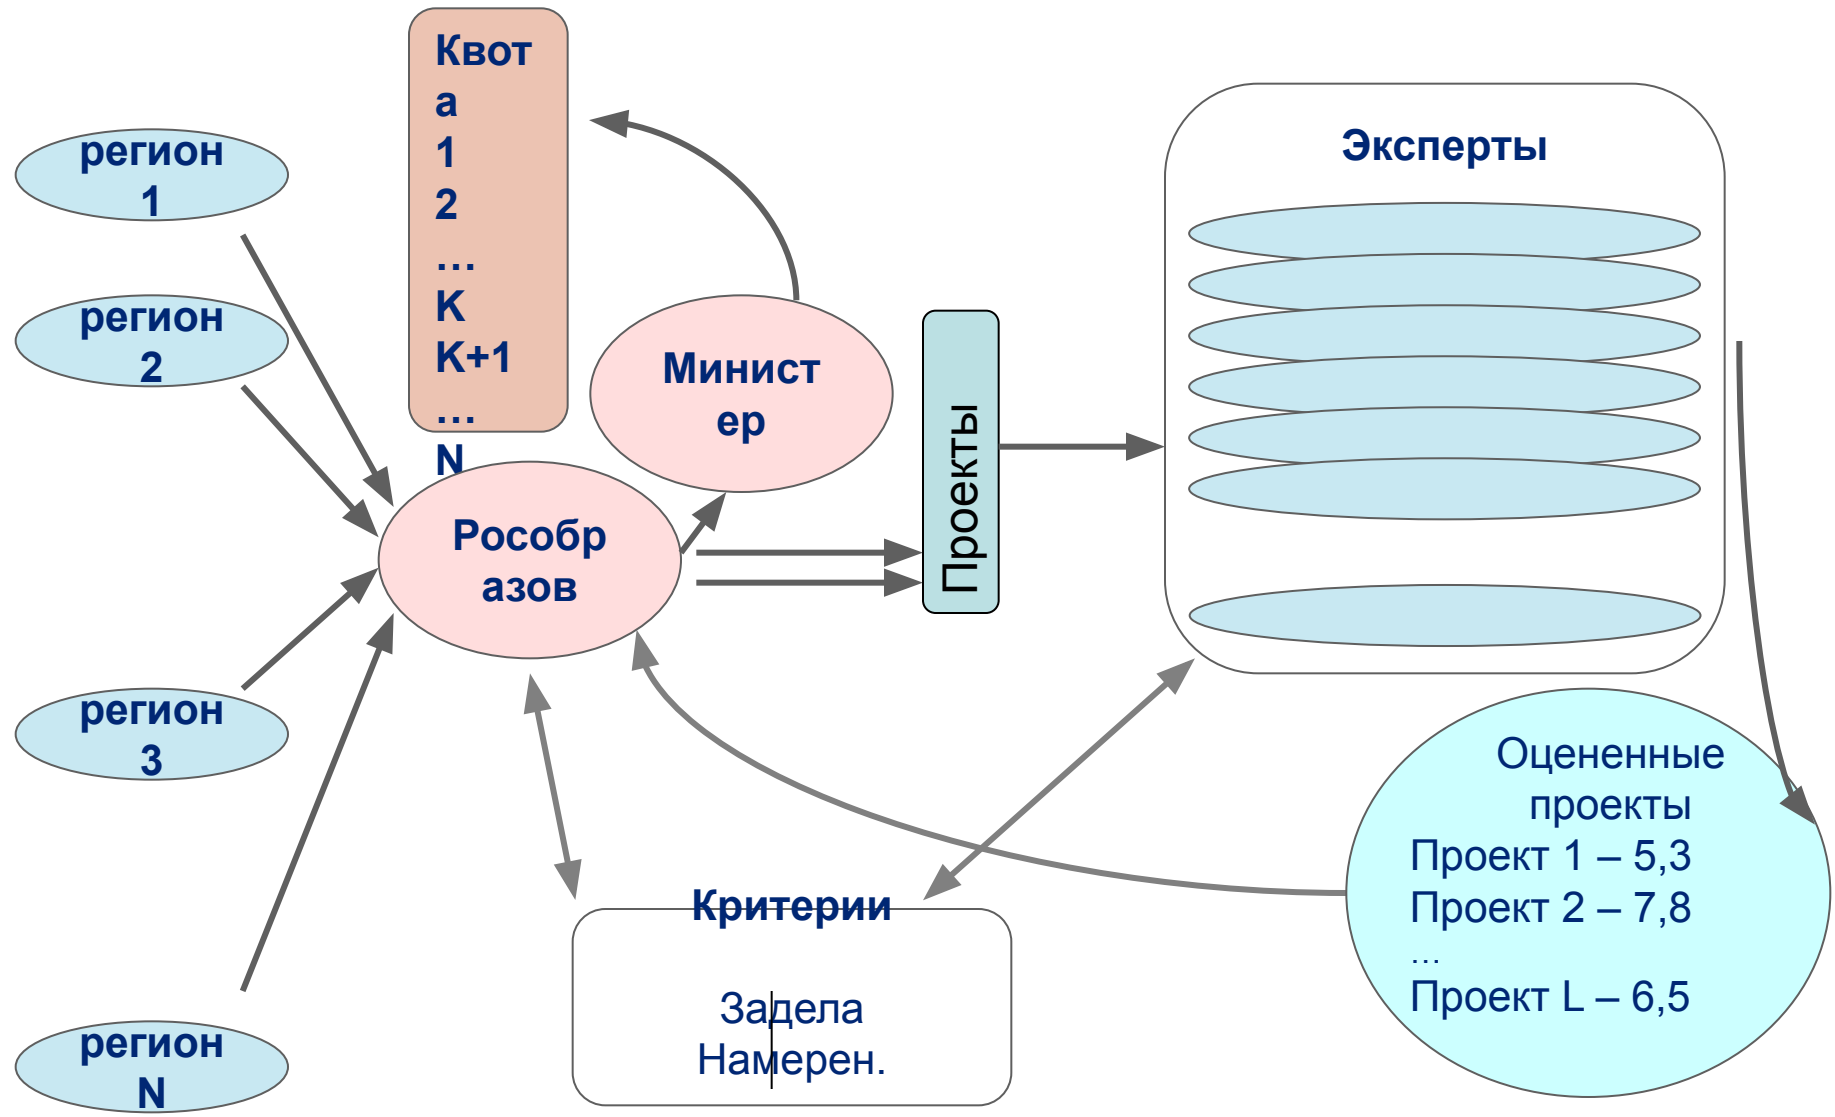 Квот
а
1
2
…
K
K+1
…
N
регион
1
регион
2
регион
3
регион
N
Минист
ер
Рособр
азов
Проекты
Эксперты
Критерии
Задела
Намерен.
Оцененные
проекты
Проект 1 – 5,3
Проект 2 – 7,8
…
Проект L – 6,5